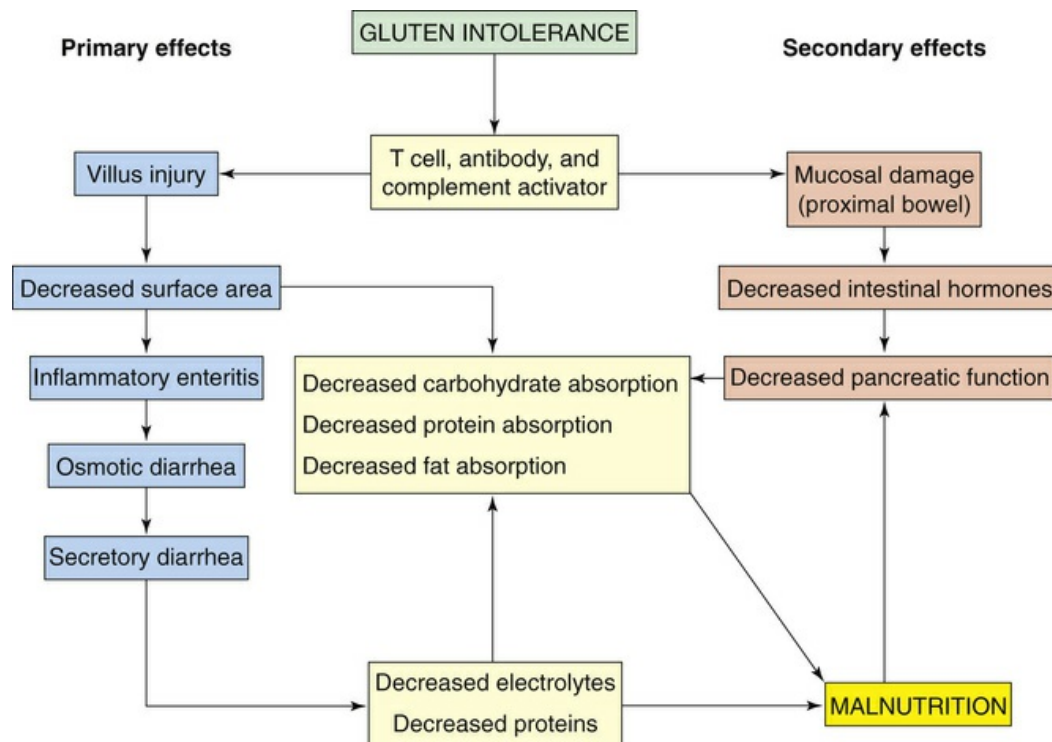 Primary effects
GLUTEN INTOLERANCE
Secondary effects
Villus injury
T cell, antibody, and
complement activator
Mucosal damage
(proximal bowel)
Decreased surface area
Decreased intestinal hormones
Inflammatory enteritis
Decreased carbohydrate absorption
Decreased protein absorption
Decreased fat absorption
Decreased pancreatic function
Osmotic diarrhea
Secretory diarrhea
Decreased electrolytes
Decreased proteins
MALNUTRITION